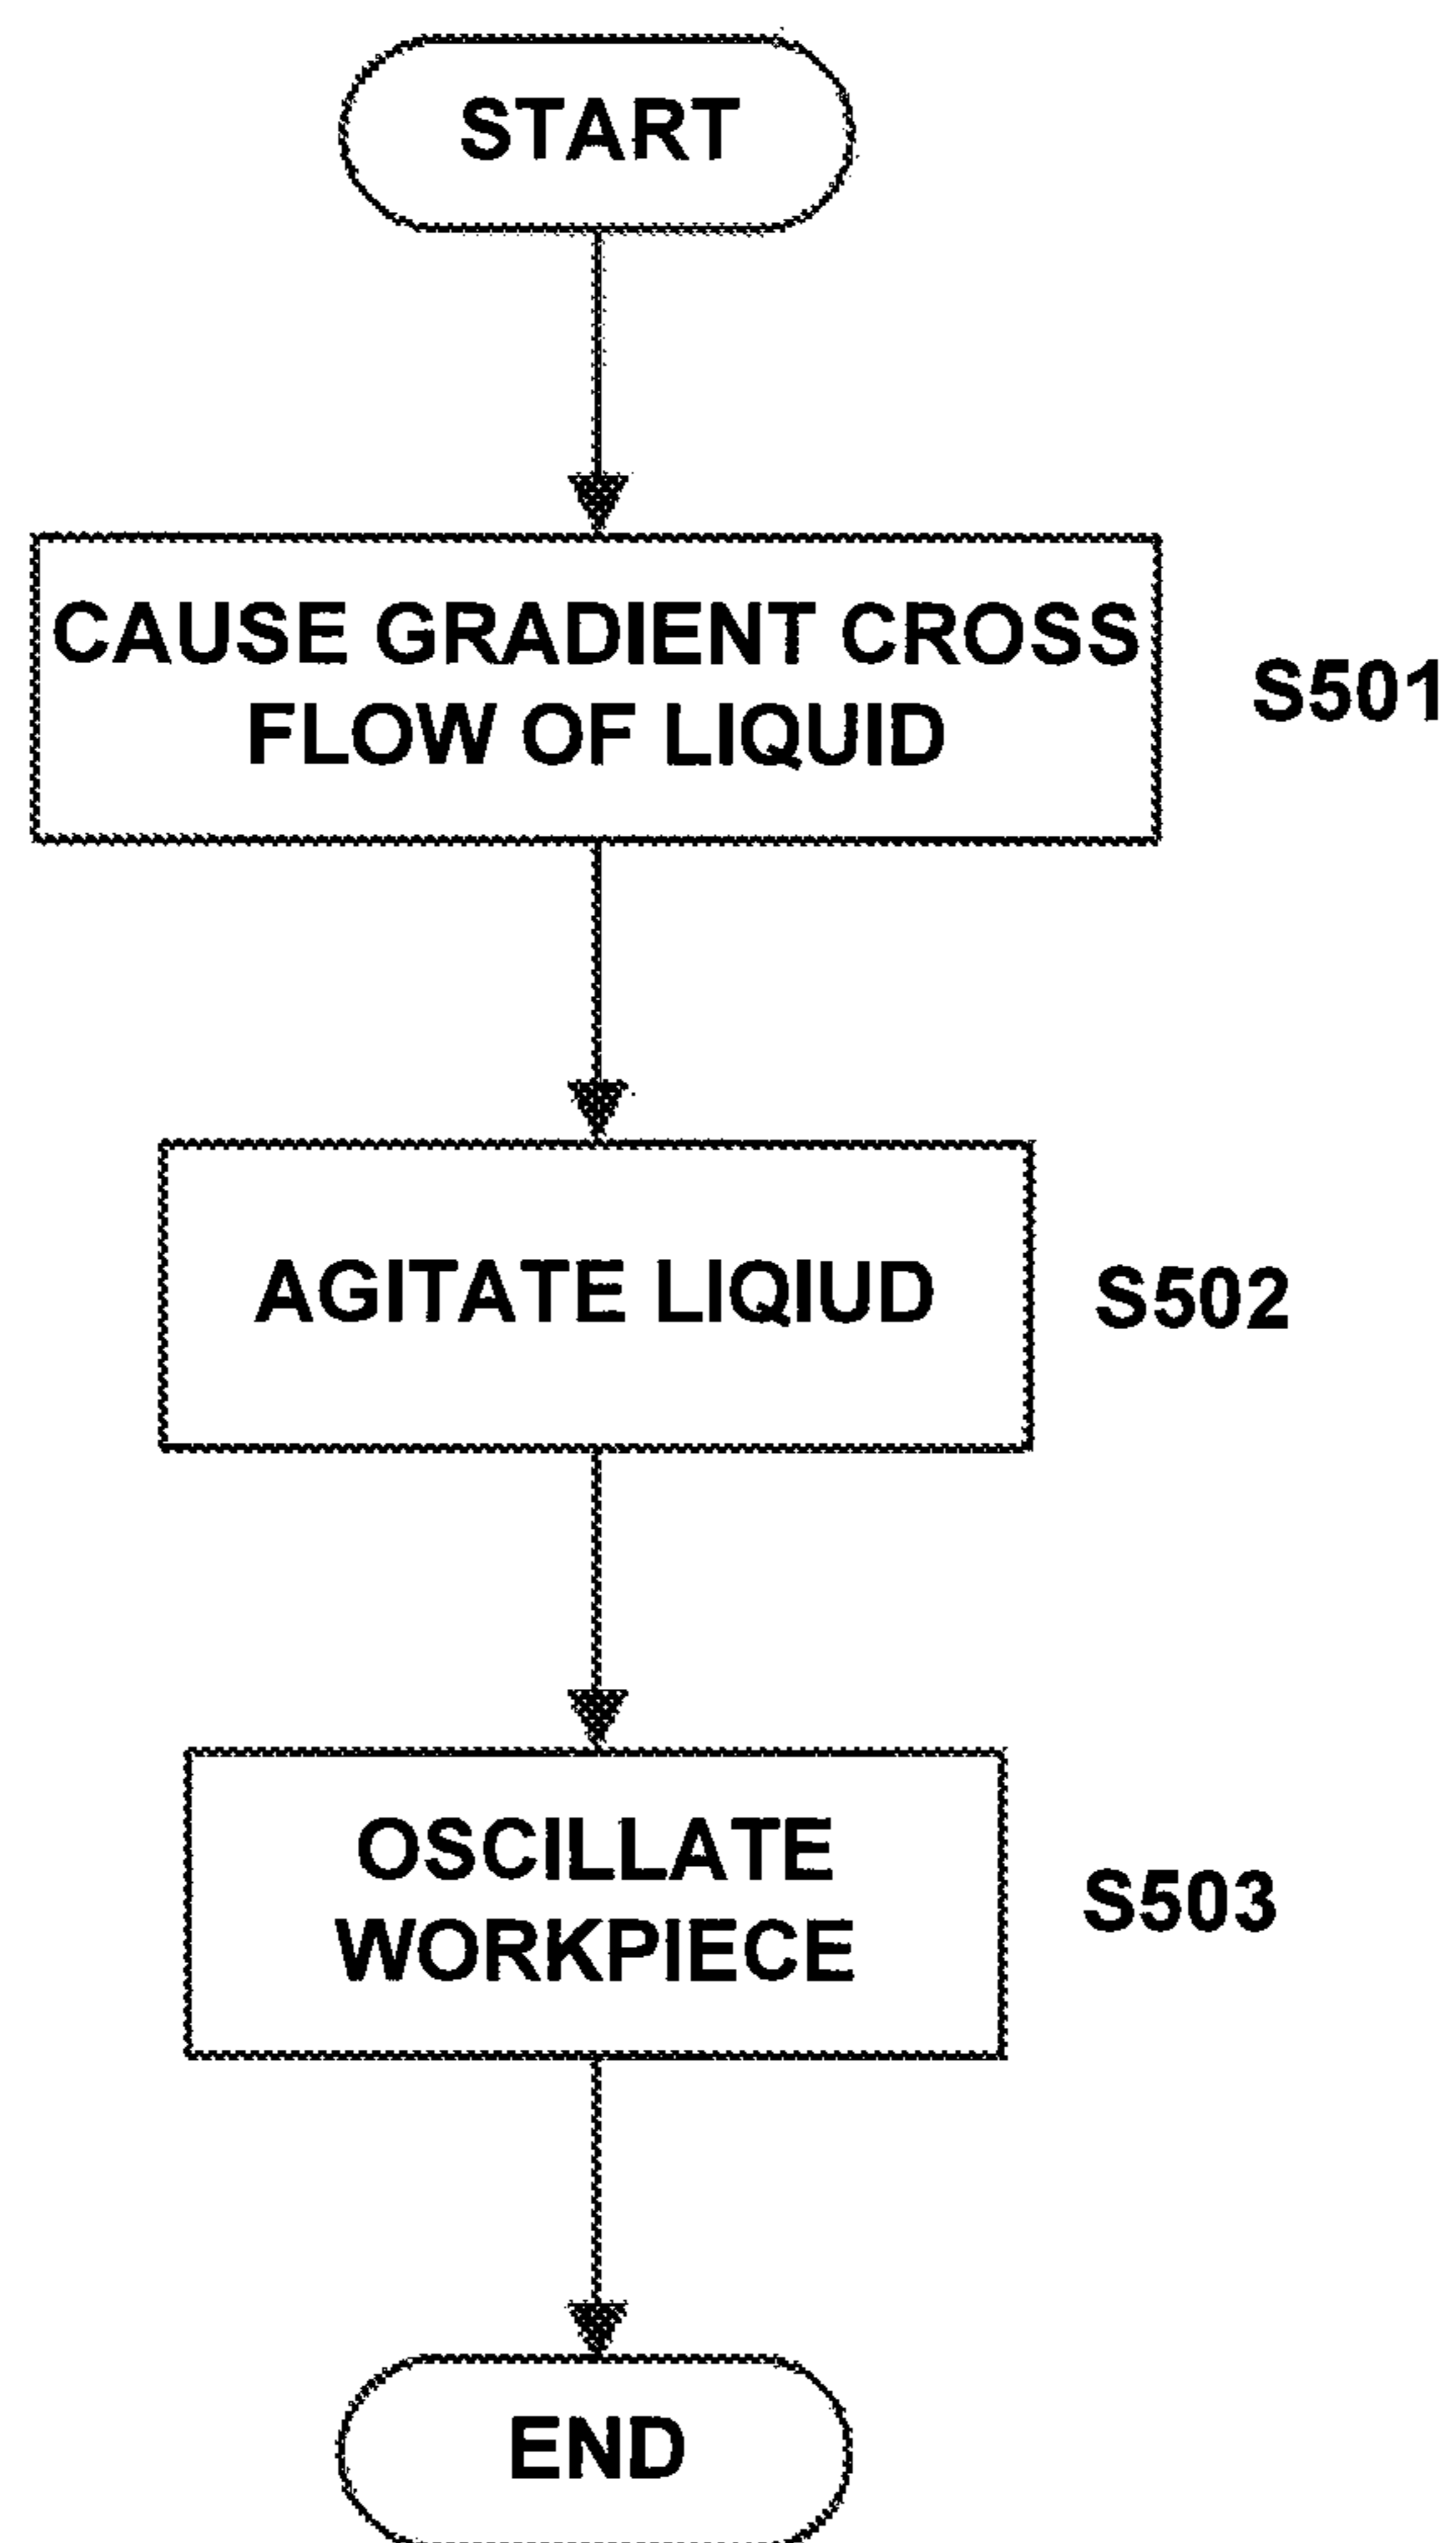 START
CAUSE GRADIENT CROSS
FLOW OF LIQUID
S501
AGITATE LIQIUD
S502
OSCILLATE
WORKPIECE
S503
END